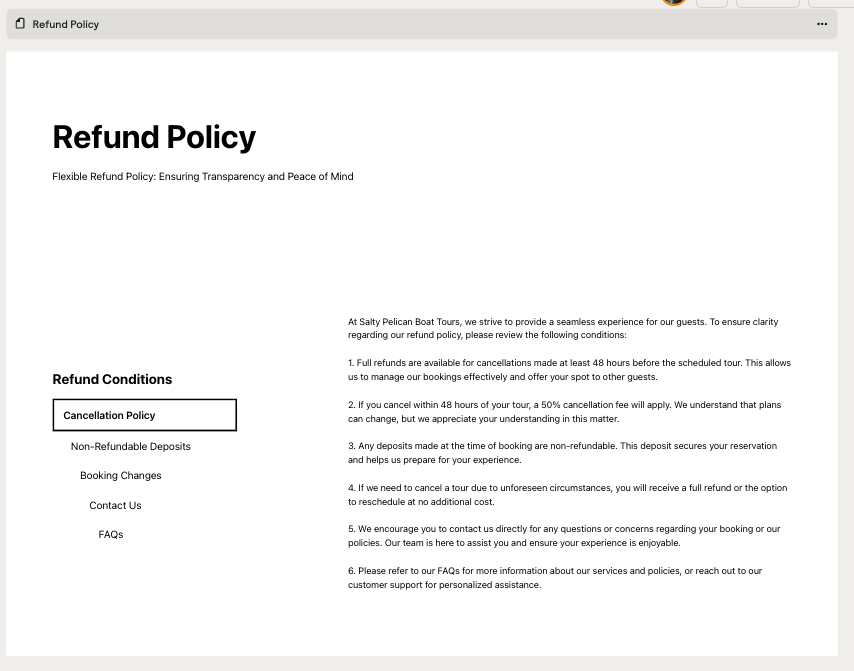 Refund Policy
Refund Policy
Flexible Refund Policy: Ensuring Transparency and Peace of Mind
Refund Conditions
Cancellation Policy
Non-Refundable Deposits
Booking Changes
Contact Us
FAQs
At Salty Pelican Boat Tours, we strive to provide a seamless experience for our guests. To ensure clarity
regarding our refund policy, please review the following conditions:
1. Full refunds are available for cancellations made at least 48 hours before the scheduled tour. This allows
us to manage our bookings effectively and offer your spot to other guests.
2. If you cancel within 48 hours of your tour, a 50% cancellation fee will apply. We understand that plans
can change, but we appreciate your understanding in this matter.
3. Any deposits made at the time of booking are non-refundable. This deposit secures your reservation
and helps us prepare for your experience.
4. If we need to cancel a tour due to unforeseen circumstances, you will receive a full refund or the option
to reschedule at no additional cost.
5. We encourage you to contact us directly for any questions or concerns regarding your booking or our
policies. Our team is here to assist you and ensure your experience is enjoyable.
6. Please refer to our FAQs for more information about our services and policies, or reach out to our
customer support for personalized assistance.